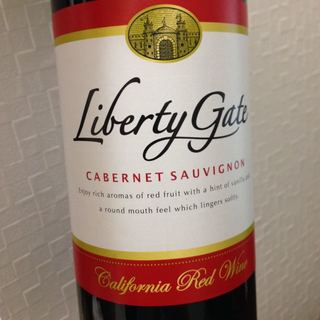 Liberty Gate
CABERNET SAUVIGNON
Enjoy rich aromas of red fruit with a hint of vanilla and
a round mouth feel which lingers softly.
California Red Wine